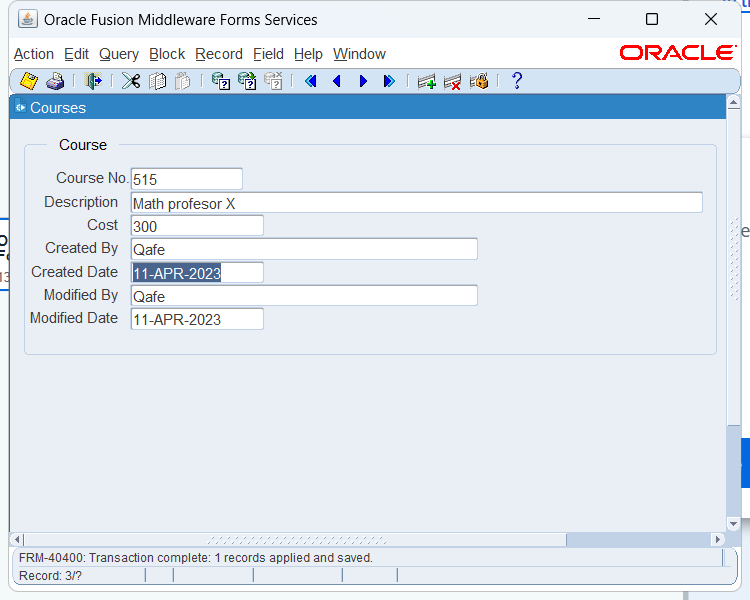 Oracle Fusion Middleware Forms Services
Action Edit Query Block Record Field Help Window
ORACLE
Courses
Course
Course No. 515
Description Math profesor X
Cost 300
Created By Qafe
Created Date 11-APR-2023
Modified By Qafe
Modified Date 11-APR-2023
FRM-40400: Transaction complete: 1 records applied and saved.
Record: 3/?